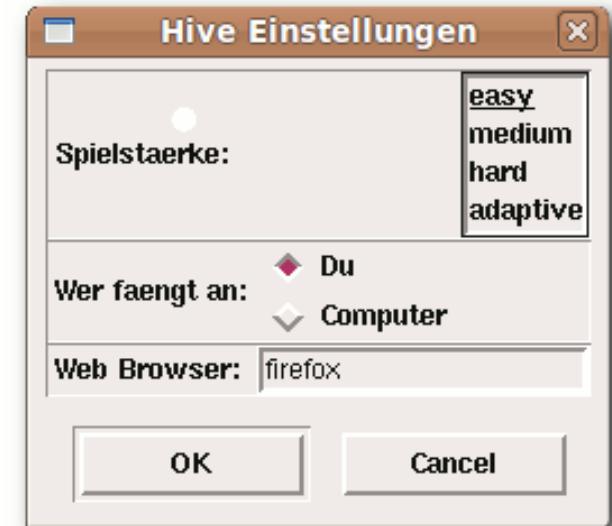 Hive Einstellungen
Spielstaerke:
easy
medium
hard
adaptive
Wer faengt an:
Du
Computer
Web Browser: firefox
OK Cancel